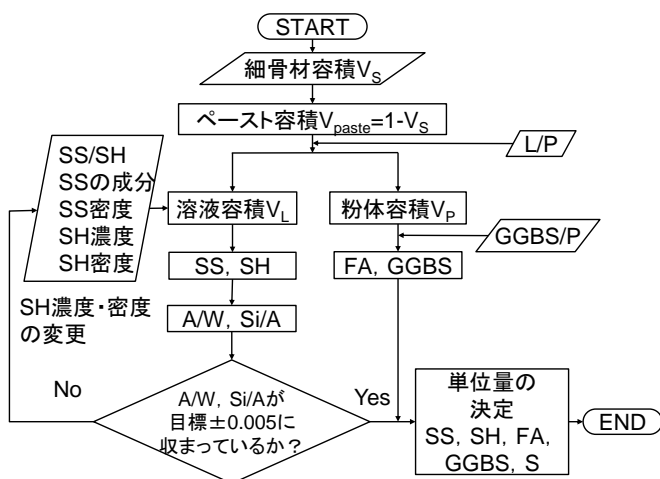 START
細骨材容積VS
ペースト容積Vpaste=1-VS
L/P
SS/SH
SSの成分
SS密度
SH濃度
SH密度
溶液容積VL
粉体容積VP
GGBS/P
SS, SH
FA, GGBS
A/W, Si/A
SH濃度・密度
の変更
No
A/W, Si/Aが
目標±0.005に
収まっているか？
Yes
単位量の
決定
SS, SH, FA,
GGBS, S
END